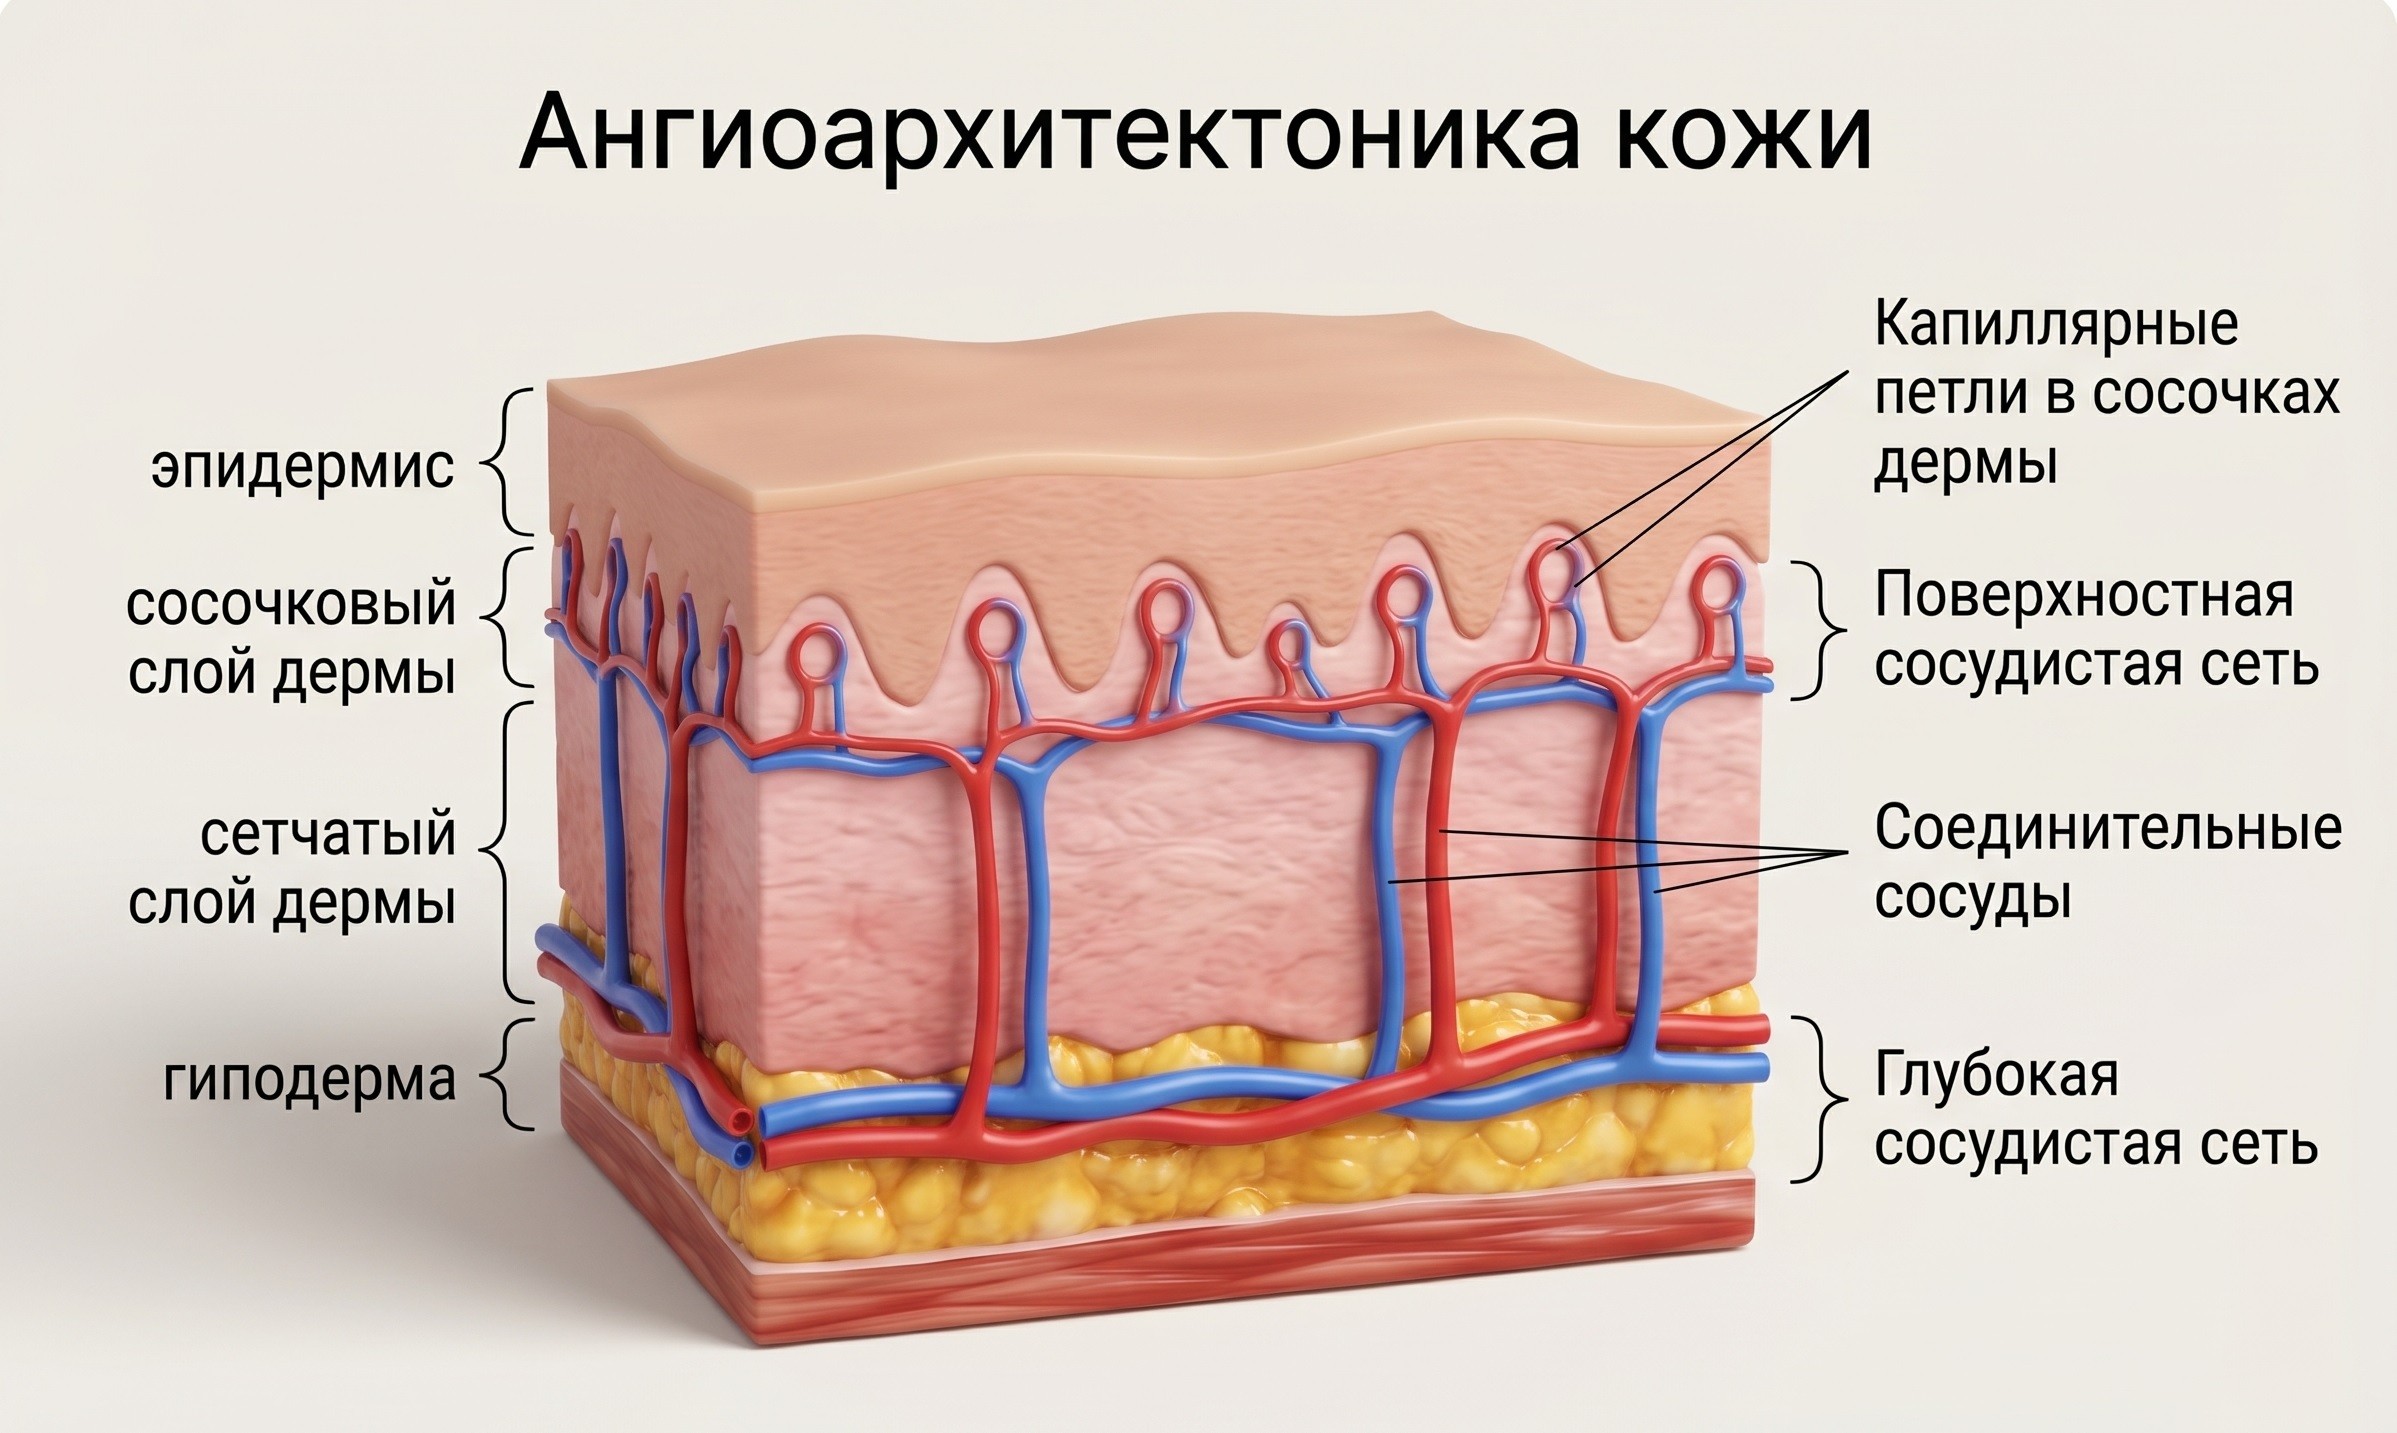 Ангиоархитектоника кожи
эпидермис
сосочковый
слой дермы
сетчатый
слой дермы
гиподерма
Капиллярные
петли в сосочках
дермы
Поверхностная
сосудистая сеть
Соединительные
сосуды
Глубокая
сосудистая сеть